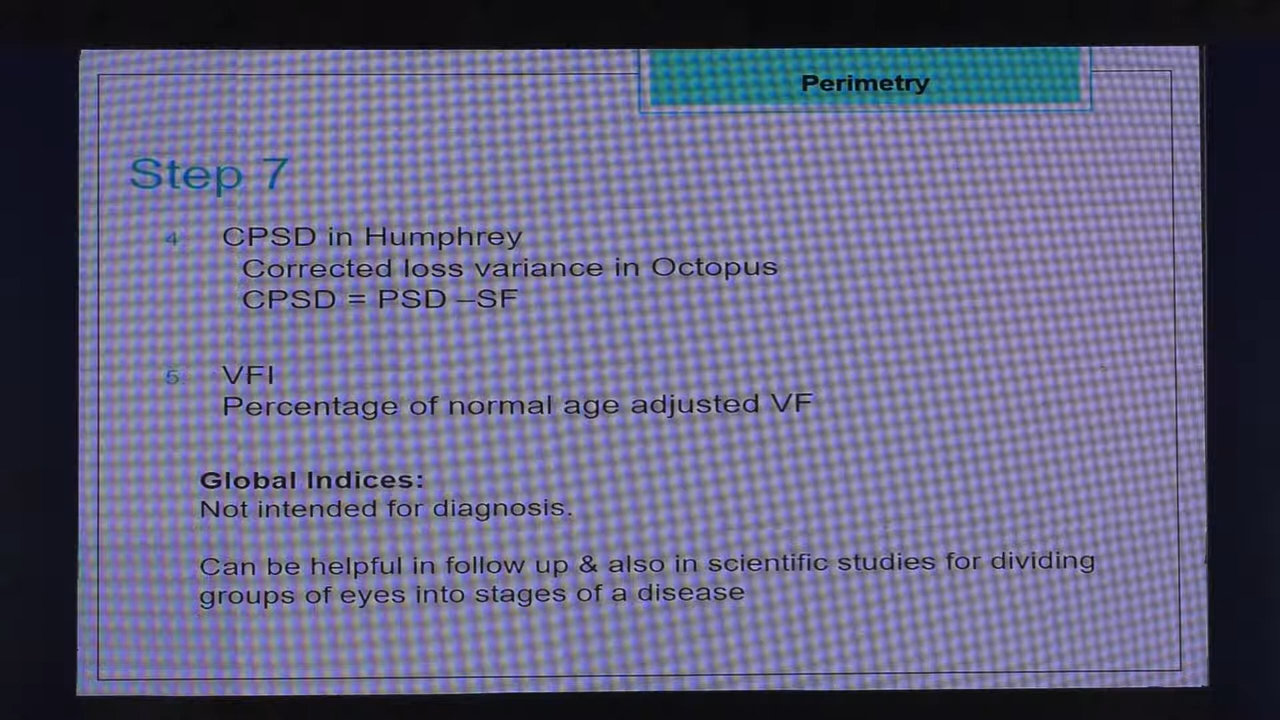 Perimetry
Step 7
4. CPSD in Humphrey
Corrected loss variance in Octopus
CPSD = PSD –SF
5. VFI
Percentage of normal age adjusted VF
Global Indices:
Not intended for diagnosis.
Can be helpful in follow up & also in scientific studies for dividing
groups of eyes into stages of a disease